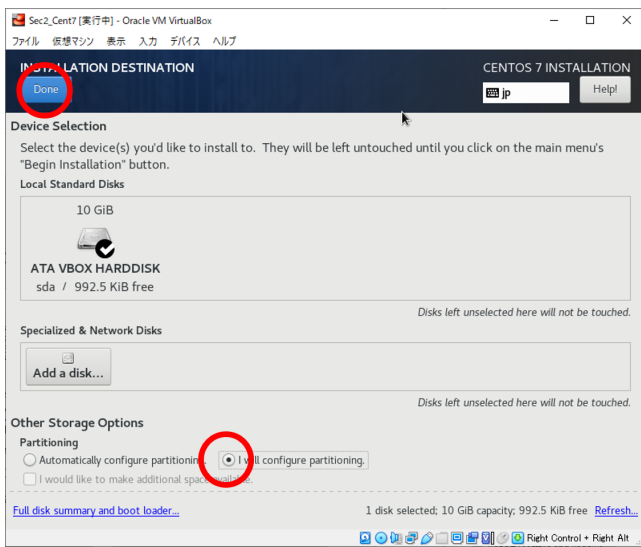 Sec2_Cent7 [実行中] - Oracle VM VirtualBox
ファイル 仮想マシン 表示 入力 デバイス ヘルプ
INSTALLATION DESTINATION
CENTOS 7 INSTALLATION
Done
jp
Help!
Device Selection
Select the device(s) you'd like to install to. They will be left untouched until you click on the main menu's
"Begin Installation" button.
Local Standard Disks
10 GiB
ATA VBOX HARDDISK
sda / 992.5 KiB free
Disks left unselected here will not be touched.
Specialized & Network Disks
Add a disk...
Disks left unselected here will not be touched.
Other Storage Options
Partitioning
Automatically configure partitioning. I will configure partitioning.
I would like to make additional space available.
Full disk summary and boot loader...
1 disk selected; 10 GiB capacity; 992.5 KiB free Refresh...
Right Control + Right Alt